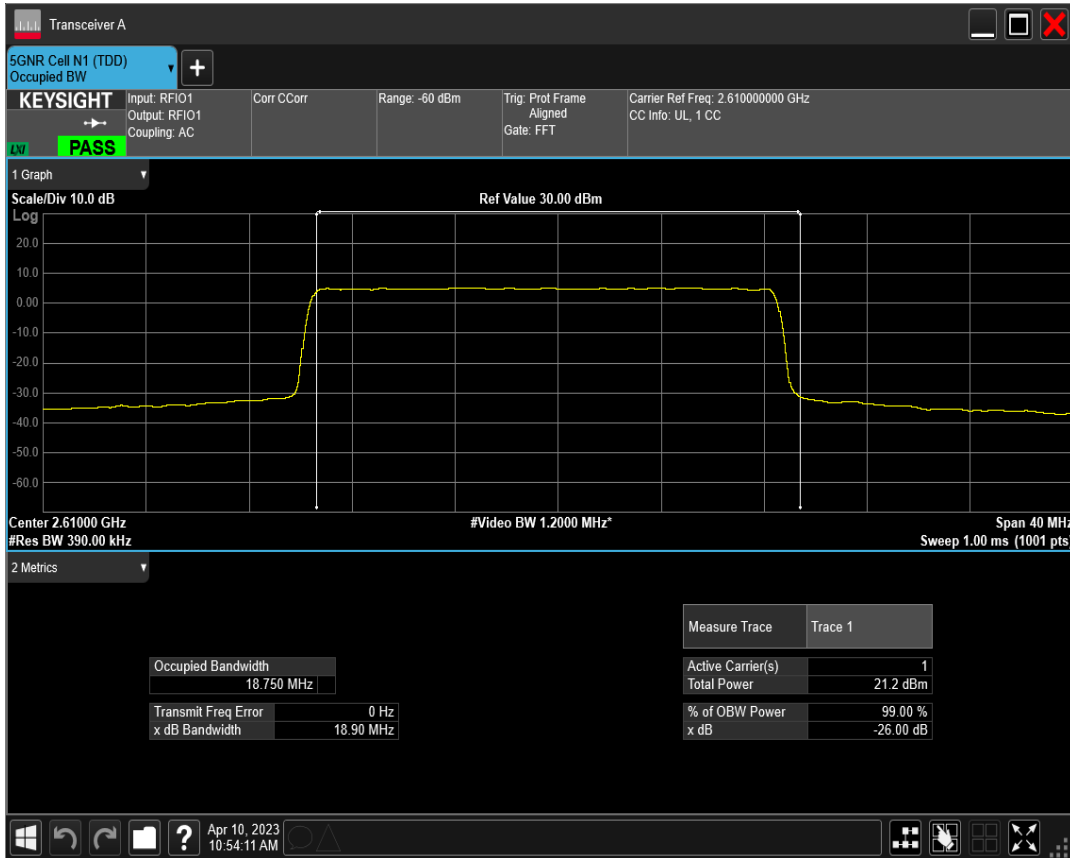 Transceiver A
5GNR Cell N1 (TDD)
Occupied BW
+
KEYSIGHT
LXI
PASS
Input: RFIO1
Output: RFIO1
Coupling: AC
Corr CCorr
Range: -60 dBm
Trig: Prot Frame
Aligned
Gate: FFT
Carrier Ref Freq: 2.610000000 GHz
CC Info: UL, 1 CC
1 Graph
Scale/Div 10.0 dB
Ref Value 30.00 dBm
Log
20.0
10.0
0.00
-10.0
-20.0
-30.0
-40.0
-50.0
-60.0
Center 2.61000 GHz
#Video BW 1.2000 MHz*
Span 40 MHz
#Res BW 390.00 kHz
Sweep 1.00 ms (1001 pts)
2 Metrics
Measure Trace Trace 1
Occupied Bandwidth
18.750 MHz
Active Carrier(s) 1
Total Power 21.2 dBm
Transmit Freq Error 0 Hz
x dB Bandwidth 18.90 MHz
% of OBW Power 99.00 %
x dB -26.00 dB
?
Apr 10, 2023
10:54:11 AM